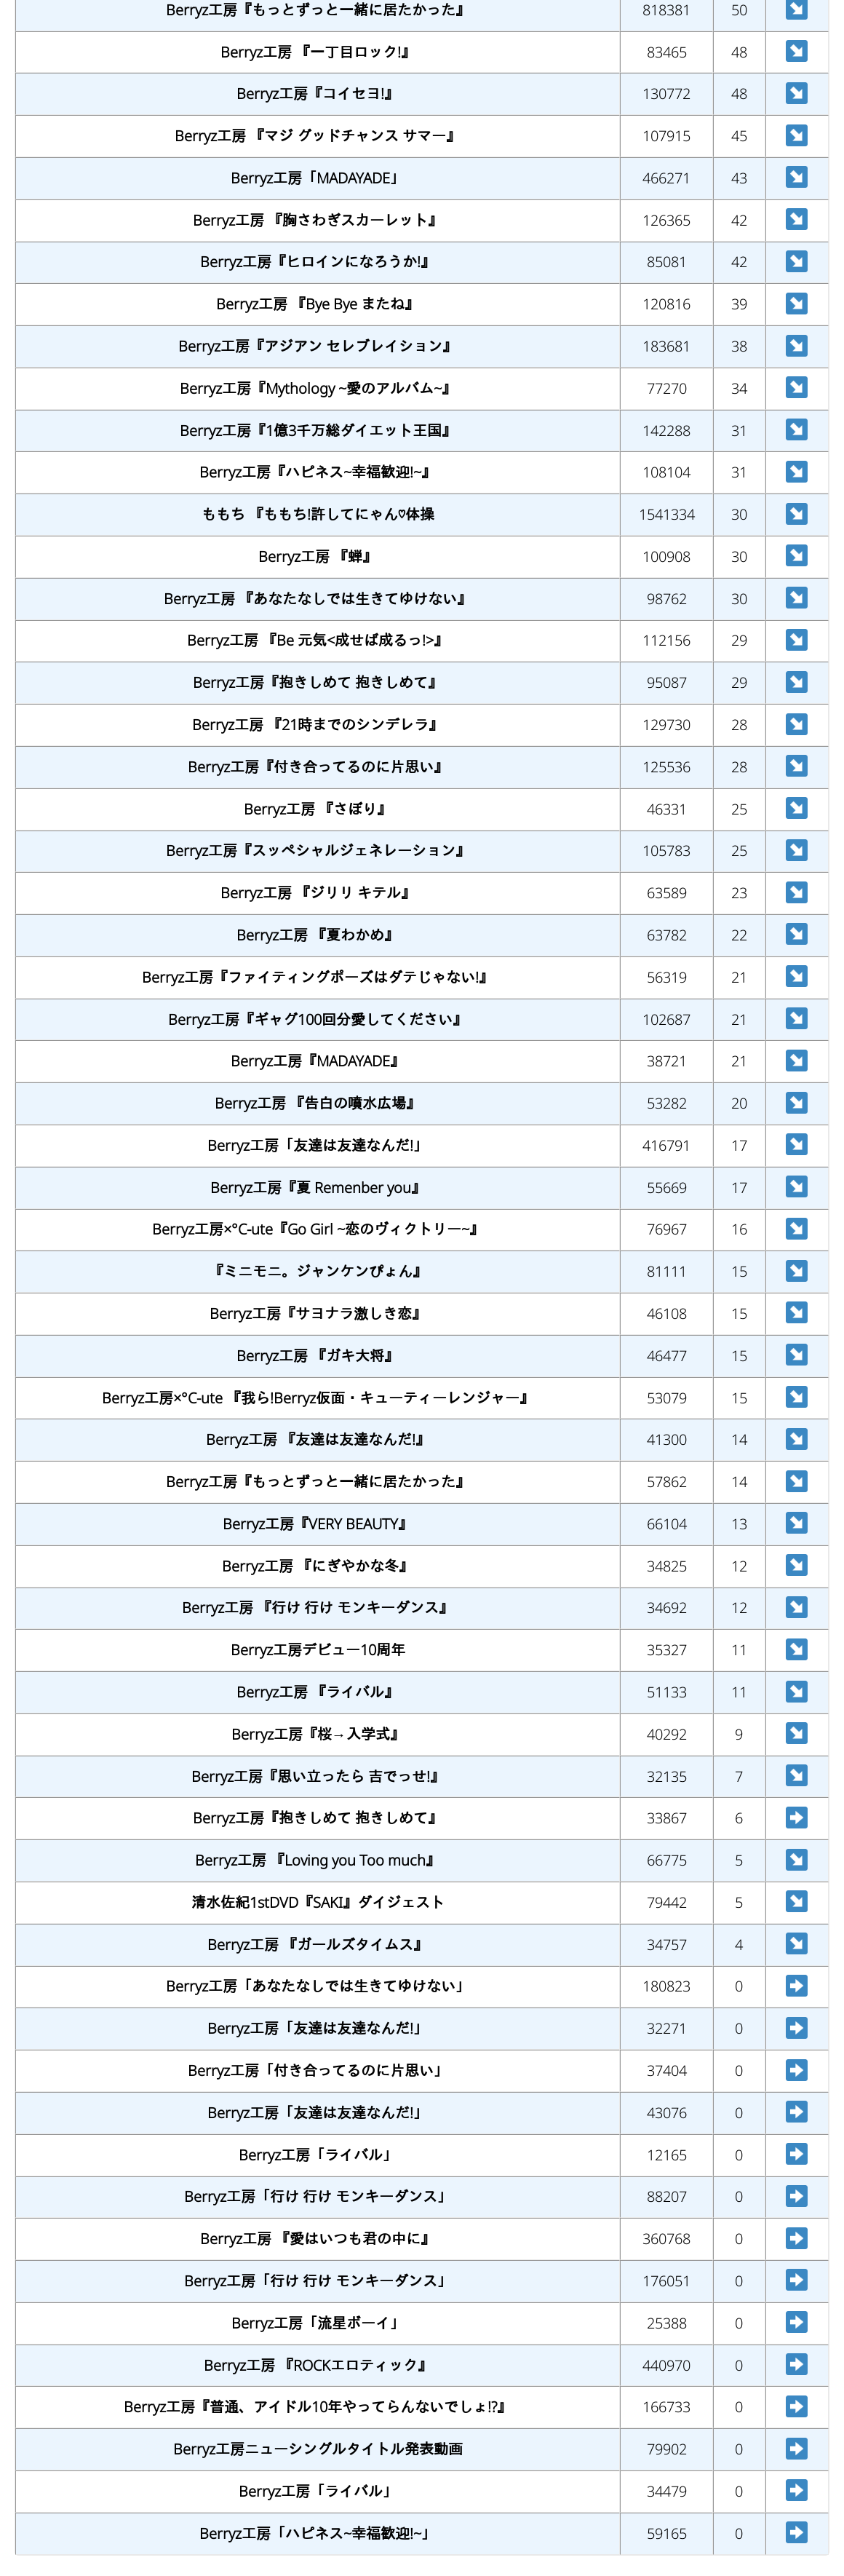 Berryz工房『もっとずっと一緒に居たかった』 818381 50 ↘
Berryz工房 『一丁目ロック!』 83465 48 ↘
Berryz工房『コイセヨ!』 130772 48 ↘
Berryz工房 『マジ グッドチャンス サマー』 107915 45 ↘
Berryz工房「MADAYADE」 466271 43 ↘
Berryz工房 『胸さわぎスカーレット』 126365 42 ↘
Berryz工房『ヒロインになろうか!』 85081 42 ↘
Berryz工房 『Bye Bye またね』 120816 39 ↘
Berryz工房『アジアン セレブレイション』 183681 38 ↘
Berryz工房『Mythology ~愛のアルバム~』 77270 34 ↘
Berryz工房『1億3千万総ダイエット王国』 142288 31 ↘
Berryz工房『ハピネス~幸福歓迎!~』 108104 31 ↘
ももち 『ももち!許してにゃん♡体操 1541334 30 ↘
Berryz工房 『蝉』 100908 30 ↘
Berryz工房 『あなたなしでは生きてゆけない』 98762 30 ↘
Berryz工房 『Be 元気<成せば成るっ!>』 112156 29 ↘
Berryz工房『抱きしめて 抱きしめて』 95087 29 ↘
Berryz工房 『21時までのシンデレラ』 129730 28 ↘
Berryz工房『付き合ってるのに片思い』 125536 28 ↘
Berryz工房 『さぼり』 46331 25 ↘
Berryz工房『スッペシャルジェネレーション』 105783 25 ↘
Berryz工房 『ジリリ キテル』 63589 23 ↘
Berryz工房 『夏わかめ』 63782 22 ↘
Berryz工房『ファイティングポーズはダテじゃない!』 56319 21 ↘
Berryz工房『ギャグ100回分愛してください』 102687 21 ↘
Berryz工房『MADAYADE』 38721 21 ↘
Berryz工房 『告白の噴水広場』 53282 20 ↘
Berryz工房「友達は友達なんだ!」 416791 17 ↘
Berryz工房『夏 Remenber you』 55669 17 ↘
Berryz工房×°C-ute『Go Girl ~恋のヴィクトリー~』 76967 16 ↘
『ミニモニ。ジャンケンぴょん』 81111 15 ↘
Berryz工房『サヨナラ激しき恋』 46108 15 ↘
Berryz工房 『ガキ大将』 46477 15 ↘
Berryz工房×°C-ute 『我ら!Berryz仮面・キューティーレンジャー』 53079 15 ↘
Berryz工房 『友達は友達なんだ!』 41300 14 ↘
Berryz工房『もっとずっと一緒に居たかった』 57862 14 ↘
Berryz工房『VERY BEAUTY』 66104 13 ↘
Berryz工房 『にぎやかな冬』 34825 12 ↘
Berryz工房 『行け 行け モンキーダンス』 34692 12 ↘
Berryz工房デビュー10周年 35327 11 ↘
Berryz工房 『ライバル』 51133 11 ↘
Berryz工房『桜→入学式』 40292 9 ↘
Berryz工房『思い立ったら 吉でっせ!』 32135 7 ↘
Berryz工房『抱きしめて 抱きしめて』 33867 6 ➡
Berryz工房 『Loving you Too much』 66775 5 ↘
清水佐紀1stDVD『SAKI』ダイジェスト 79442 5 ↘
Berryz工房 『ガールズタイムス』 34757 4 ↘
Berryz工房「あなたなしでは生きてゆけない」 180823 0 ➡
Berryz工房「友達は友達なんだ!」 32271 0 ➡
Berryz工房「付き合ってるのに片思い」 37404 0 ➡
Berryz工房「友達は友達なんだ!」 43076 0 ➡
Berryz工房「ライバル」 12165 0 ➡
Berryz工房「行け 行け モンキーダンス」 88207 0 ➡
Berryz工房 『愛はいつも君の中に』 360768 0 ➡
Berryz工房「行け 行け モンキーダンス」 176051 0 ➡
Berryz工房「流星ボーイ」 25388 0 ➡
Berryz工房 『ROCKエロティック』 440970 0 ➡
Berryz工房『普通、アイドル10年やってらんないでしょ!?』 166733 0 ➡
Berryz工房ニューシングルタイトル発表動画 79902 0 ➡
Berryz工房「ライバル」 34479 0 ➡
Berryz工房「ハピネス~幸福歓迎!~」 59165 0 ➡